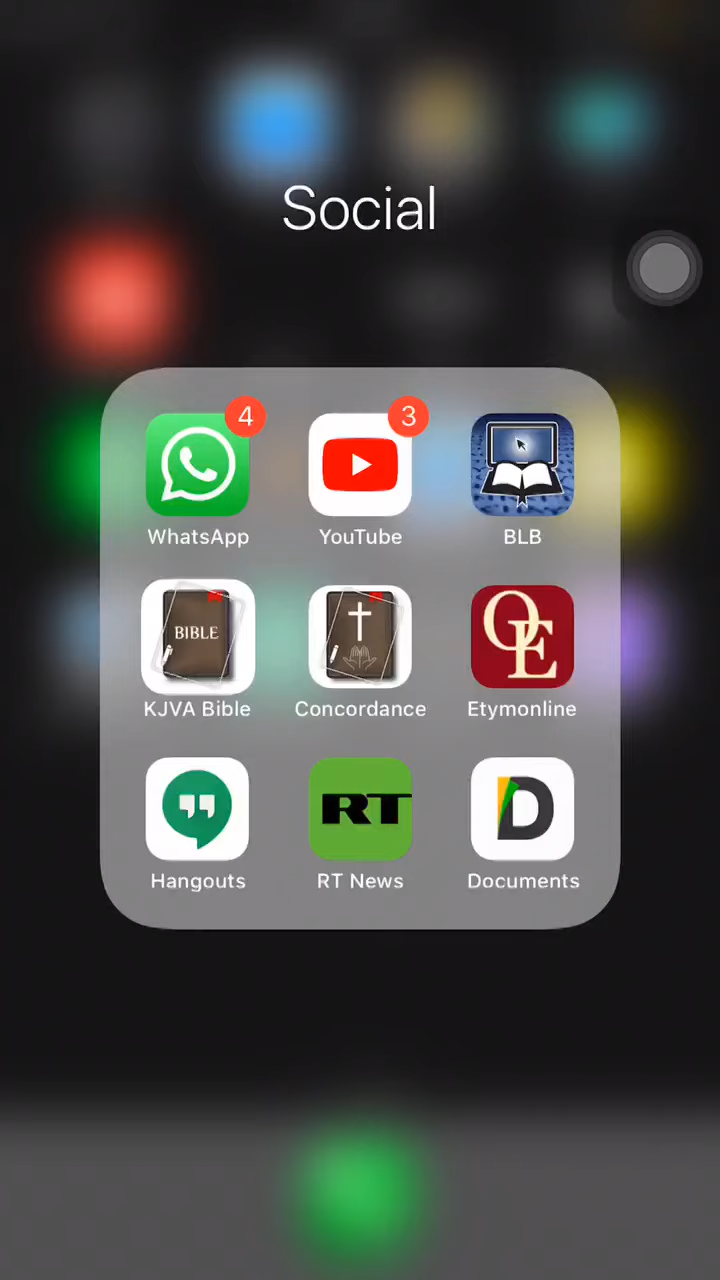 Social
4
3
WhatsApp
YouTube
BLB
BIBLE
OE
KJVA Bible
Concordance
Etymonline
RT
D
Hangouts
RT News
Documents